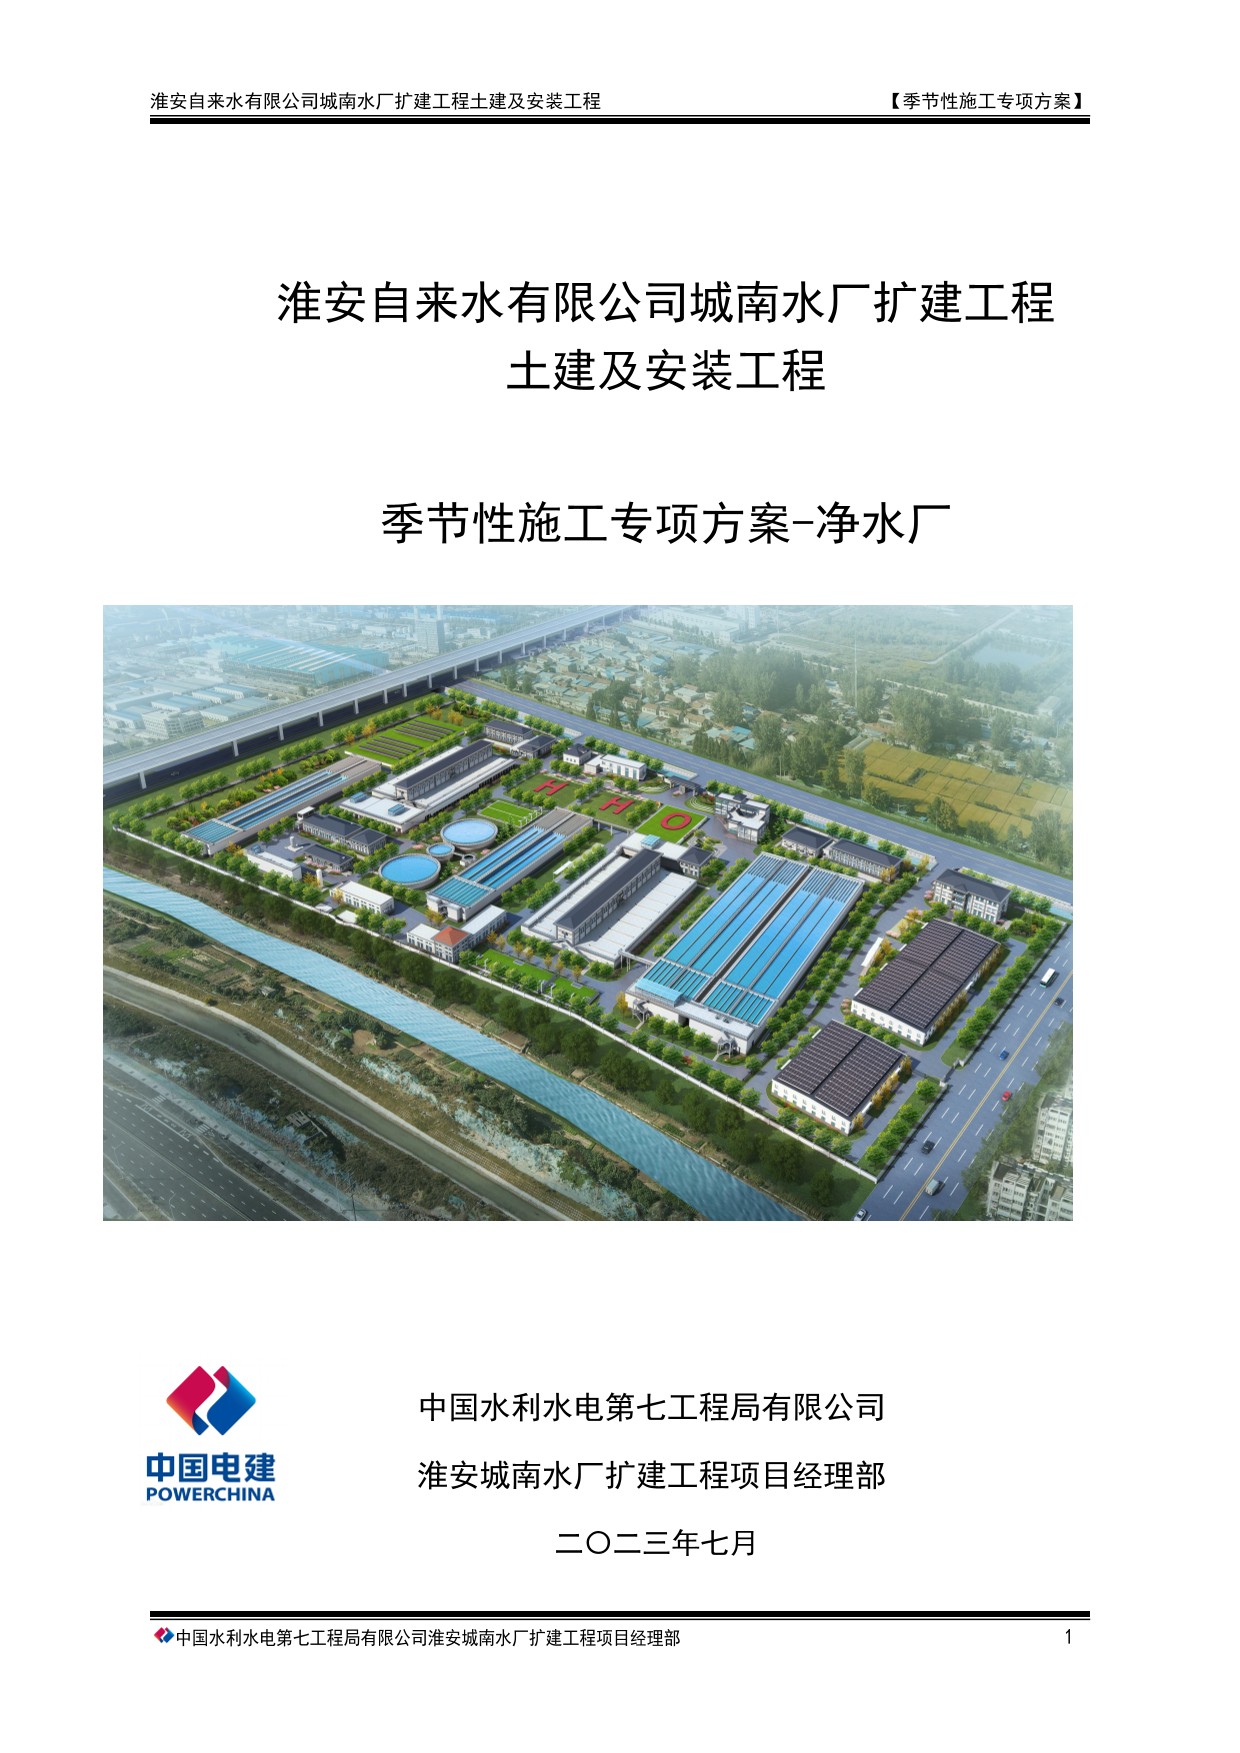 淮安自来水有限公司城南水厂扩建工程土建及安装工程 【季节性施工专项方案】
淮安自来水有限公司城南水厂扩建工程
土建及安装工程
季节性施工专项方案-净水厂
H H O
中国水利水电第七工程局有限公司
中国电建
POWERCHINA
淮安城南水厂扩建工程项目经理部
二〇二三年七月
中国水利水电第七工程局有限公司淮安城南水厂扩建工程项目经理部 1